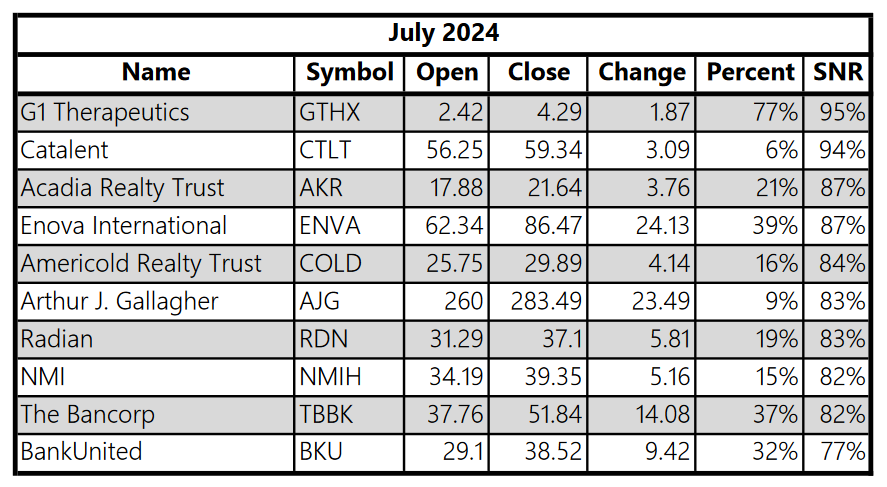 July 2024
Name Symbol Open Close Change Percent SNR
G1 Therapeutics GTHX 2.42 4.29 1.87 77% 95%
Catalent CTLT 56.25 59.34 3.09 6% 94%
Acadia Realty Trust AKR 17.88 21.64 3.76 21% 87%
Enova International ENVA 62.34 86.47 24.13 39% 87%
Americold Realty Trust COLD 25.75 29.89 4.14 16% 84%
Arthur J. Gallagher AJG 260 283.49 23.49 9% 83%
Radian RDN 31.29 37.1 5.81 19% 83%
NMI NMIH 34.19 39.35 5.16 15% 82%
The Bancorp TBBK 37.76 51.84 14.08 37% 82%
BankUnited BKU 29.1 38.52 9.42 32% 77%